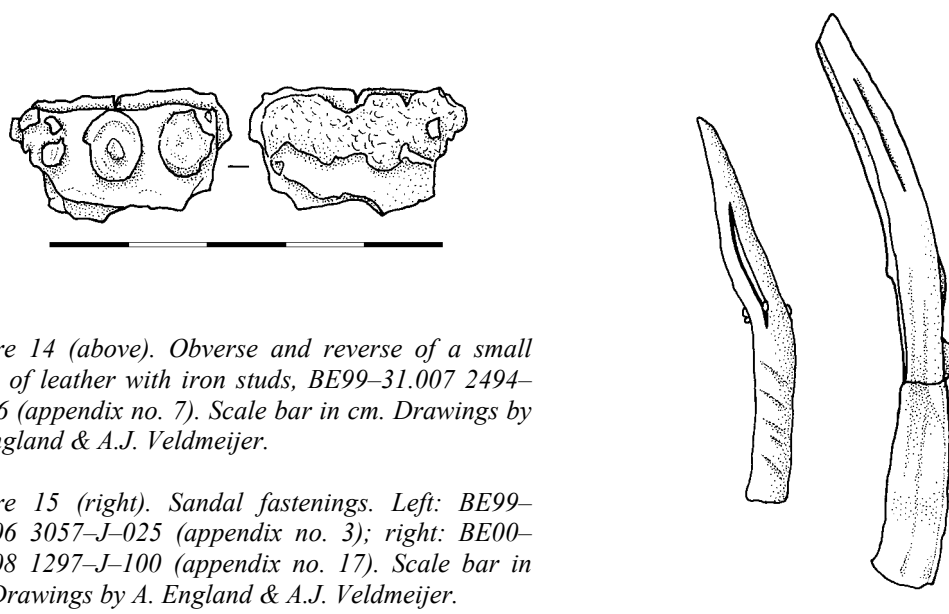 re 14 (above). Obverse and reverse of a small
of leather with iron studs, BE99–31.007 2494–
6 (appendix no. 7). Scale bar in cm. Drawings by
ngland & A.J. Veldmeijer.
re 15 (right). Sandal fastenings. Left: BE99–
06 3057–J–025 (appendix no. 3); right: BE00–
08 1297–J–100 (appendix no. 17). Scale bar in
Drawings by A. England & A.J. Veldmeijer.